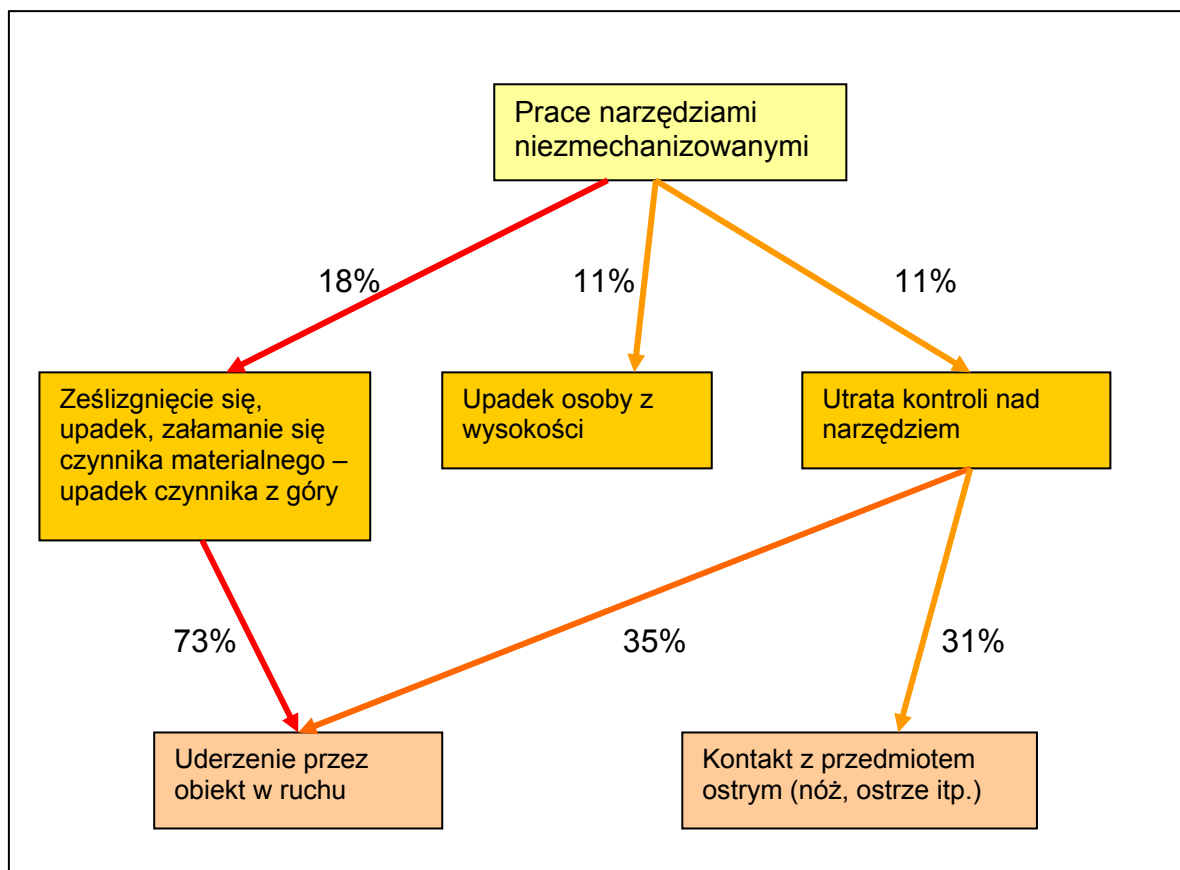 Prace narzędziami
niezmechanizowanymi
18%
11%
11%
Ześlizgnięcie się,
upadek, załamanie się
czynnika materialnego –
upadek czynnika z góry
Upadek osoby z
wysokości
Utrata kontroli nad
narzędziem
73%
35%
31%
Uderzenie przez
obiekt w ruchu
Kontakt z przedmiotem
ostrym (nóż, ostrze itp.)